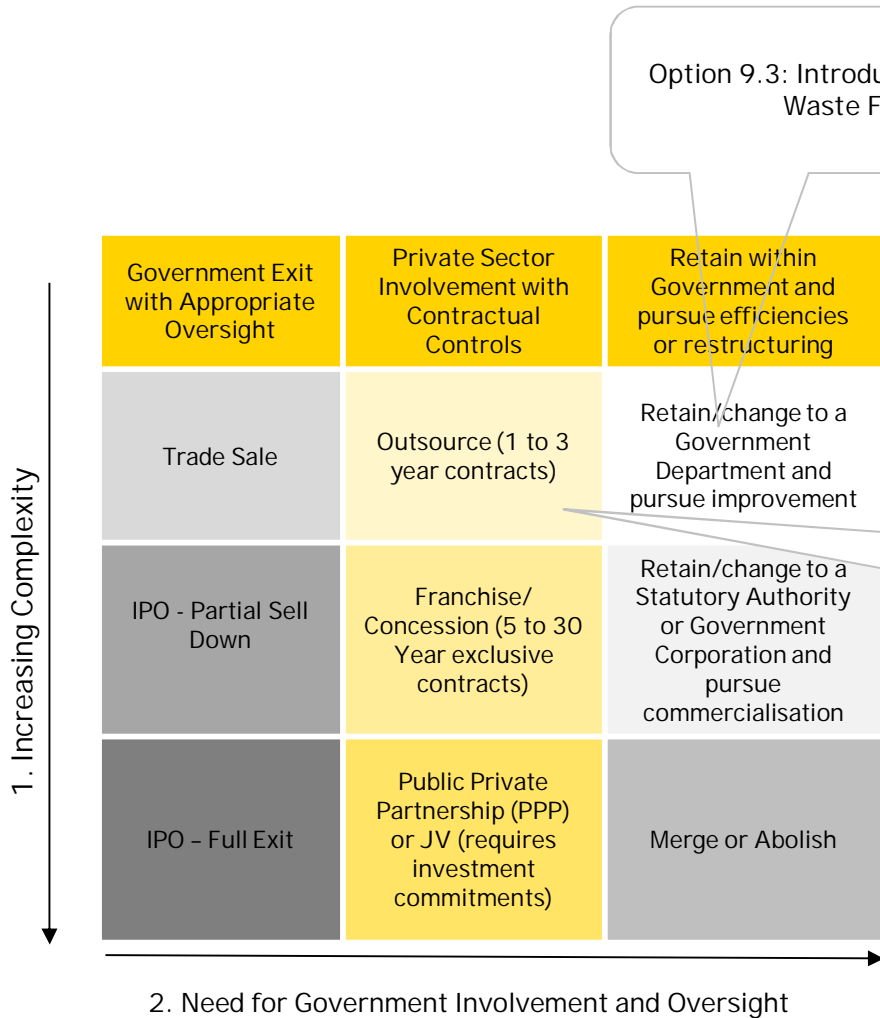 Option 9.3: Introdu
Waste F
Government Exit
with Appropriate
Oversight
Private Sector
Involvement with
Contractual
Controls
Retain within
Government and
pursue efficiencies
or restructuring
Trade Sale
Outsource (1 to 3
year contracts)
Retain/change to a
Government
Department and
pursue improvement
IPO - Partial Sell
Down
Franchise/
Concession (5 to 30
Year exclusive
contracts)
Retain/change to a
Statutory Authority
or Government
Corporation and
pursue
commercialisation
IPO – Full Exit
Public Private
Partnership (PPP)
or JV (requires
investment
commitments)
Merge or Abolish
1. Increasing Complexity
2. Need for Government Involvement and Oversight